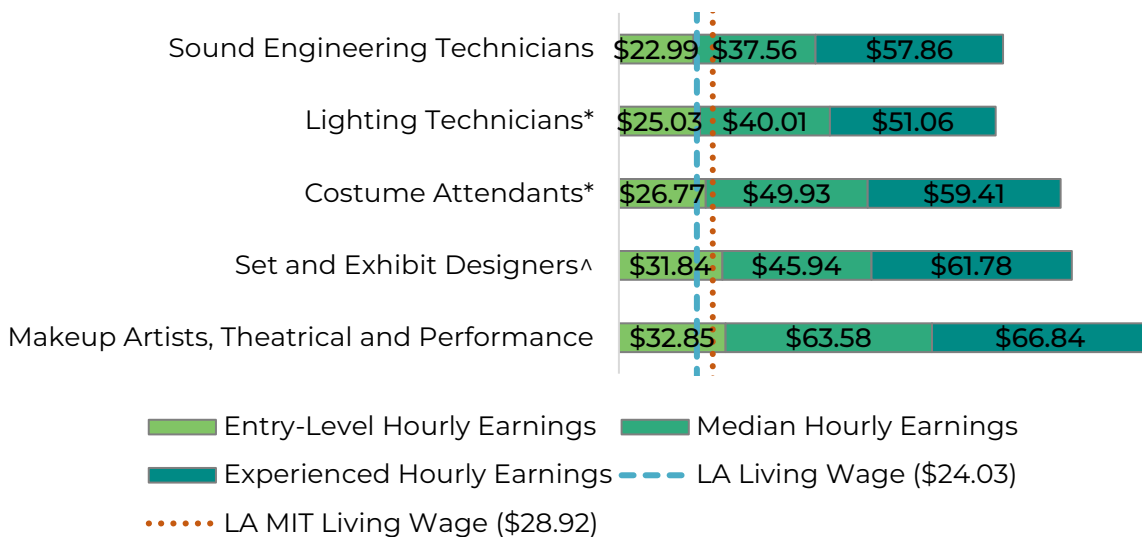 Sound Engineering Technicians $22.99 $37.56 $57.86
Lighting Technicians* $25.03 $40.01 $51.06
Costume Attendants* $26.77 $49.93 $59.41
Set and Exhibit Designers^ $31.84 $45.94 $61.78
Makeup Artists, Theatrical and Performance $32.85 $63.58 $66.84
Entry-Level Hourly Earnings Median Hourly Earnings
Experienced Hourly Earnings LA Living Wage ($24.03)
LA MIT Living Wage ($28.92)